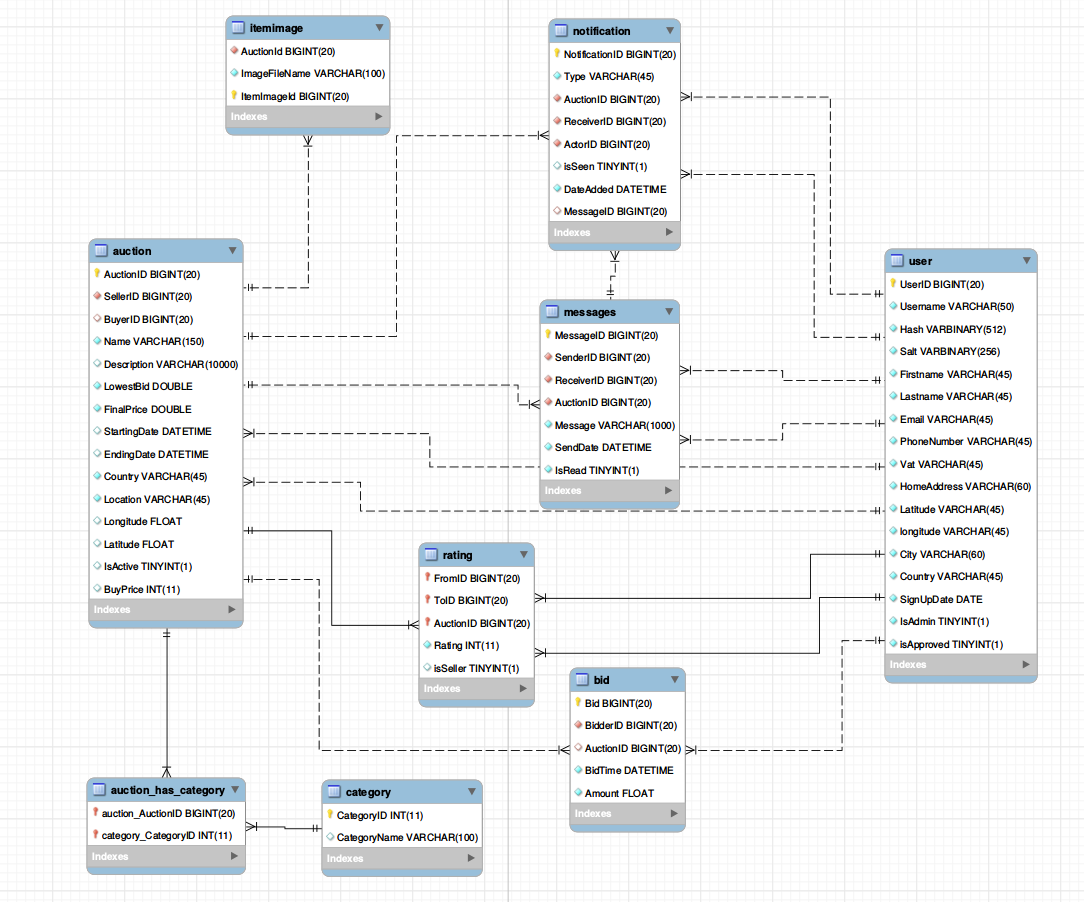 itemimage
AuctionId BIGINT(20)
ImageFileName VARCHAR(100)
ItemImageId BIGINT(20)
Indexes
notification
NotificationID BIGINT(20)
Type VARCHAR(45)
AuctionID BIGINT(20)
ReceiverID BIGINT(20)
ActorID BIGINT(20)
isSeen TINYINT(1)
DateAdded DATETIME
MessageID BIGINT(20)
Indexes
auction
AuctionID BIGINT(20)
SellerID BIGINT(20)
BuyerID BIGINT(20)
Name VARCHAR(150)
Description VARCHAR(10000)
LowestBid DOUBLE
FinalPrice DOUBLE
StartingDate DATETIME
EndingDate DATETIME
Country VARCHAR(45)
Location VARCHAR(45)
Longitude FLOAT
Latitude FLOAT
IsActive TINYINT(1)
BuyPrice INT(11)
Indexes
messages
MessageID BIGINT(20)
SenderID BIGINT(20)
ReceiverID BIGINT(20)
AuctionID BIGINT(20)
Message VARCHAR(1000)
SendDate DATETIME
IsRead TINYINT(1)
Indexes
user
UserID BIGINT(20)
Username VARCHAR(50)
Hash VARBINARY(512)
Salt VARBINARY(256)
Firstname VARCHAR(45)
Lastname VARCHAR(45)
Email VARCHAR(45)
PhoneNumber VARCHAR(45)
Vat VARCHAR(45)
HomeAddress VARCHAR(60)
Latitude VARCHAR(45)
longitude VARCHAR(45)
City VARCHAR(60)
Country VARCHAR(45)
SignUpDate DATE
IsAdmin TINYINT(1)
isApproved TINYINT(1)
Indexes
rating
FromID BIGINT(20)
ToID BIGINT(20)
AuctionID BIGINT(20)
Rating INT(11)
isSeller TINYINT(1)
Indexes
bid
Bid BIGINT(20)
BidderID BIGINT(20)
AuctionID BIGINT(20)
BidTime DATETIME
Amount FLOAT
Indexes
auction_has_category
auction_AuctionID BIGINT(20)
category_CategoryID INT(11)
Indexes
category
CategoryID INT(11)
CategoryName VARCHAR(100)
Indexes